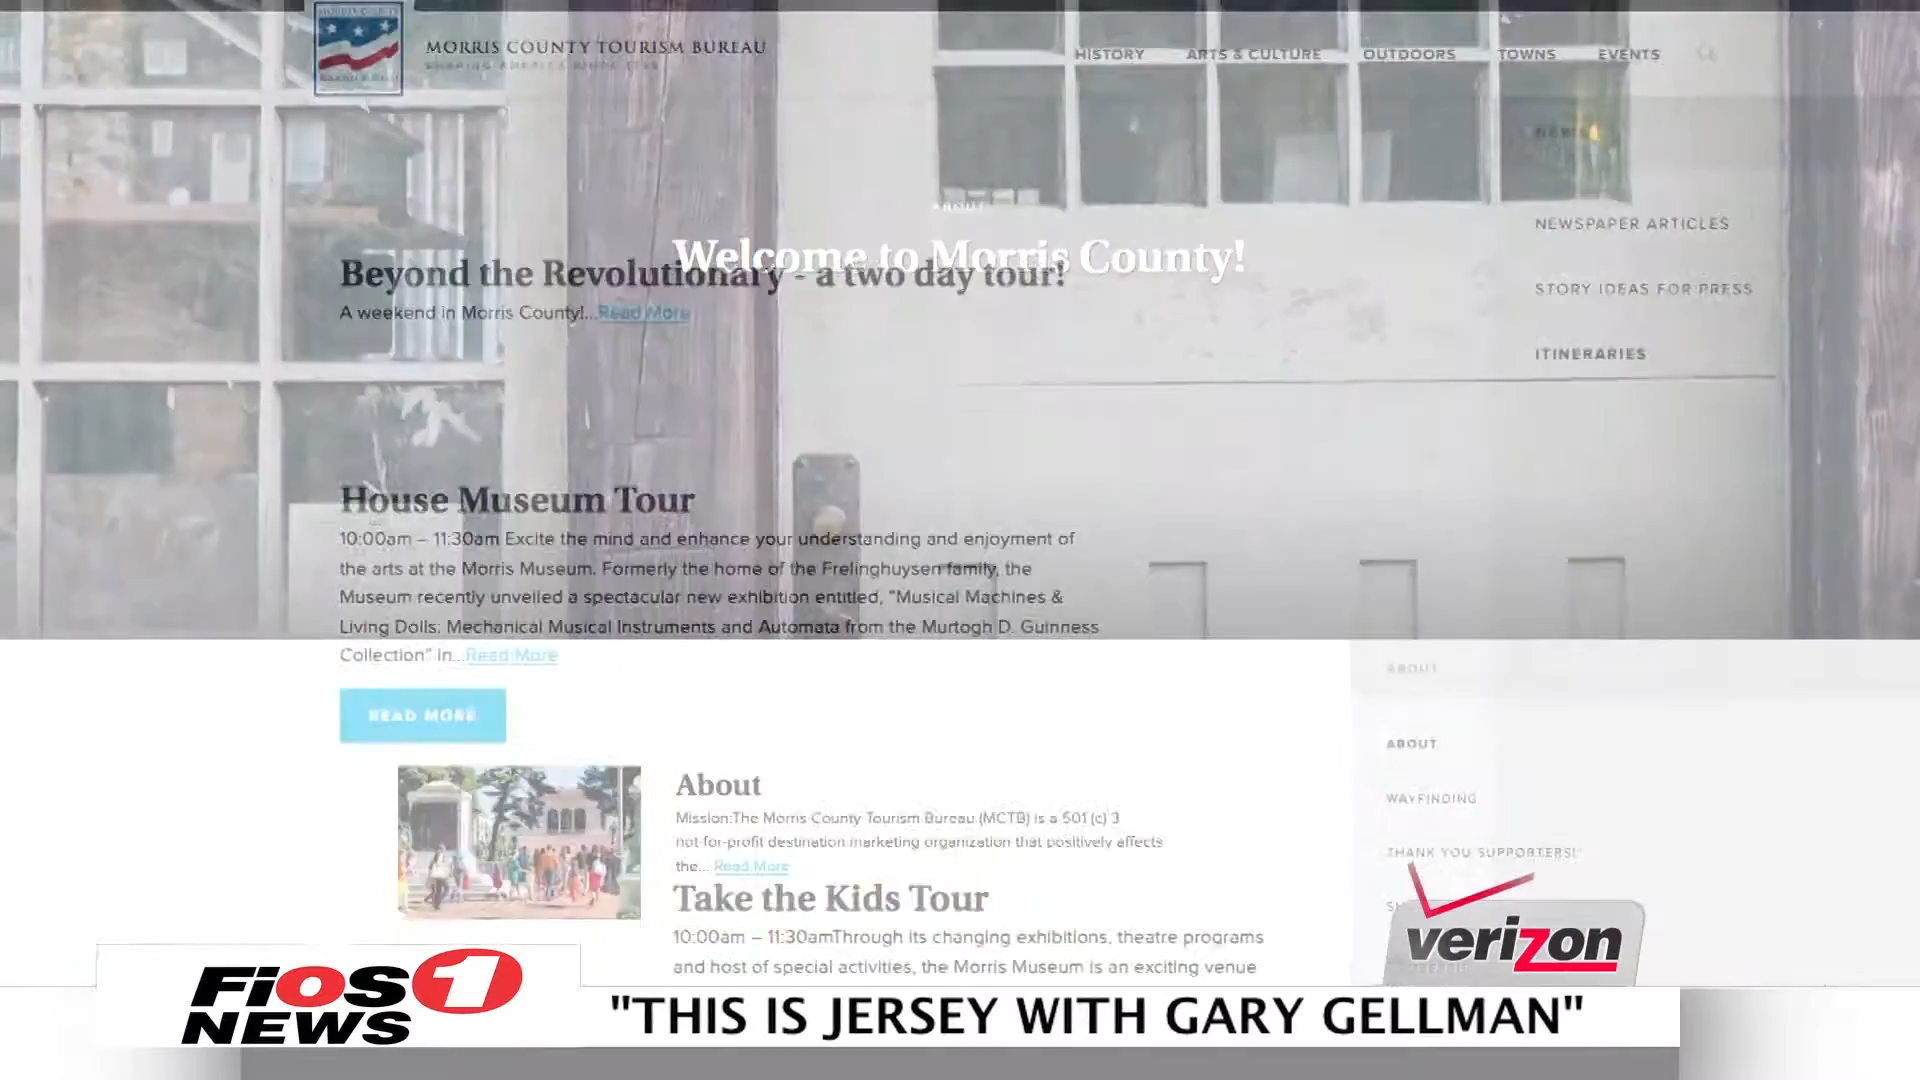 MORRIS COUNTY
MORRIS COUNTY TOURISM BUREAU
HISTORY
ARTS & CULTURE
OUTDOORS
TOWNS
EVENTS
NEWS
ABOUT
NEWSPAPER ARTICLES
Welcome to Morris County!
Beyond the Revolutionary - a two day tour!
STORY IDEAS FOR PRESS
A weekend in Morris County!...Read More
ITINERARIES
House Museum Tour
10:00am – 11:30am Excite the mind and enhance your understanding and enjoyment of
the arts at the Morris Museum. Formerly the home of the Frelinghuysen family, the
Museum recently unveiled a spectacular new exhibition entitled, "Musical Machines &
Living Dolls: Mechanical Musical Instruments and Automata from the Murtogh D. Guinness
Collection" in...Read More
ABOUT
READ MORE
ABOUT
About
WAYFINDING
Mission:The Morris County Tourism Bureau (MCTB) is a 501 (c) 3
not-for-profit destination marketing organization that positively affects
the... Read More
THANK YOU SUPPORTERS!
Take the Kids Tour
10:00am – 11:30amThrough its changing exhibitions, theatre programs
and host of special activities, the Morris Museum is an exciting venue
verizon
FiOS 1
NEWS
"THIS IS JERSEY WITH GARY GELLMAN"